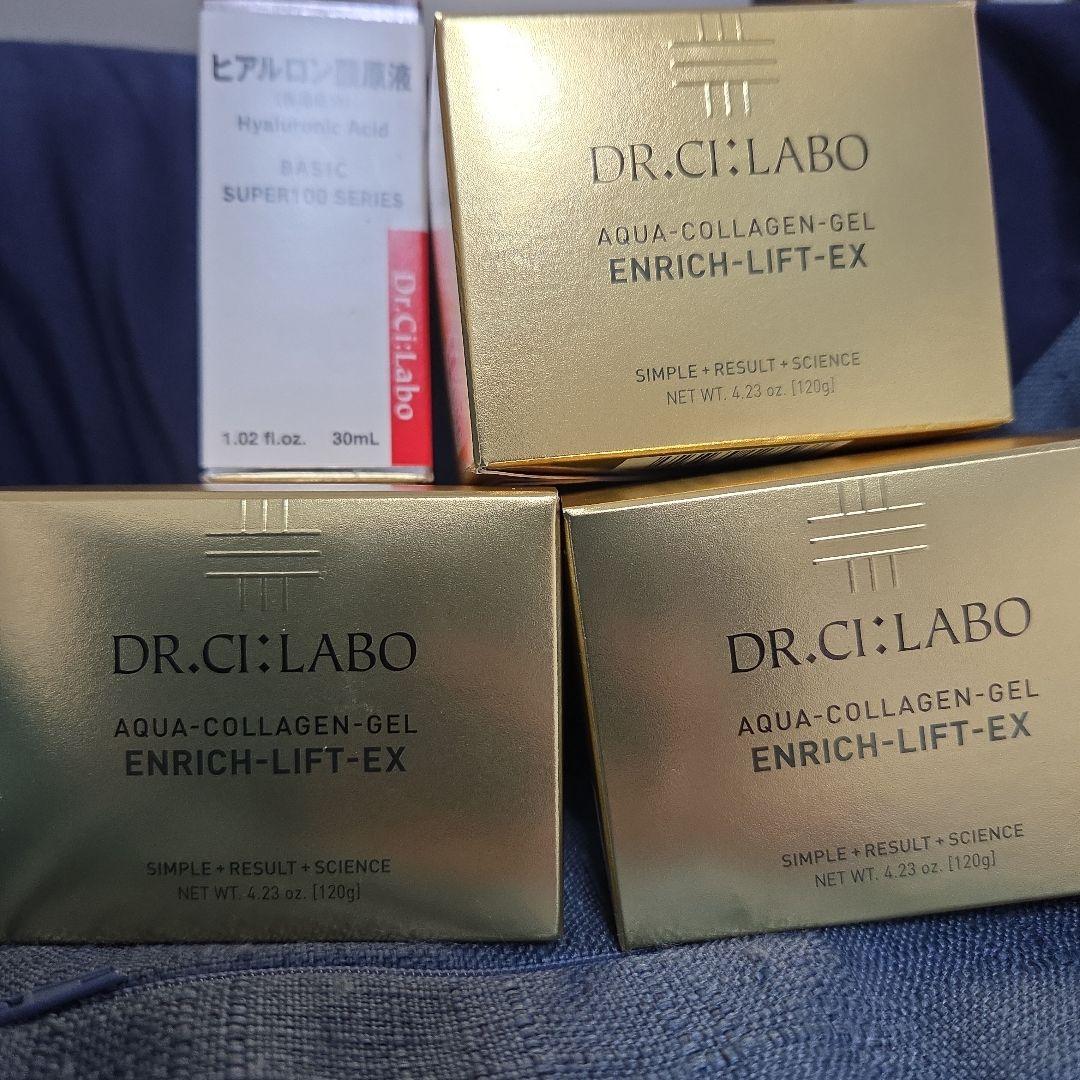 ヒアルロン酸原液
Hyaluronic Acid
BASIC
SUPER100 SERIES
Dr.Ci:Labo
1.02 fl.oz. 30mL
DR.CI:LABO
AQUA-COLLAGEN-GEL
ENRICH-LIFT-EX
SIMPLE+RESULT+SCIENCE
NET WT. 4.23 oz. [120g]
DR.CI:LABO
AQUA-COLLAGEN-GEL
ENRICH-LIFT-EX
SIMPLE+RESULT+SCIENCE
NET WT. 4.23 oz. [120g]
DR.CI:LABO
AQUA-COLLAGEN-GEL
ENRICH-LIFT-EX
SIMPLE+RESULT+SCIENCE
NET WT. 4.23 oz. [120g]